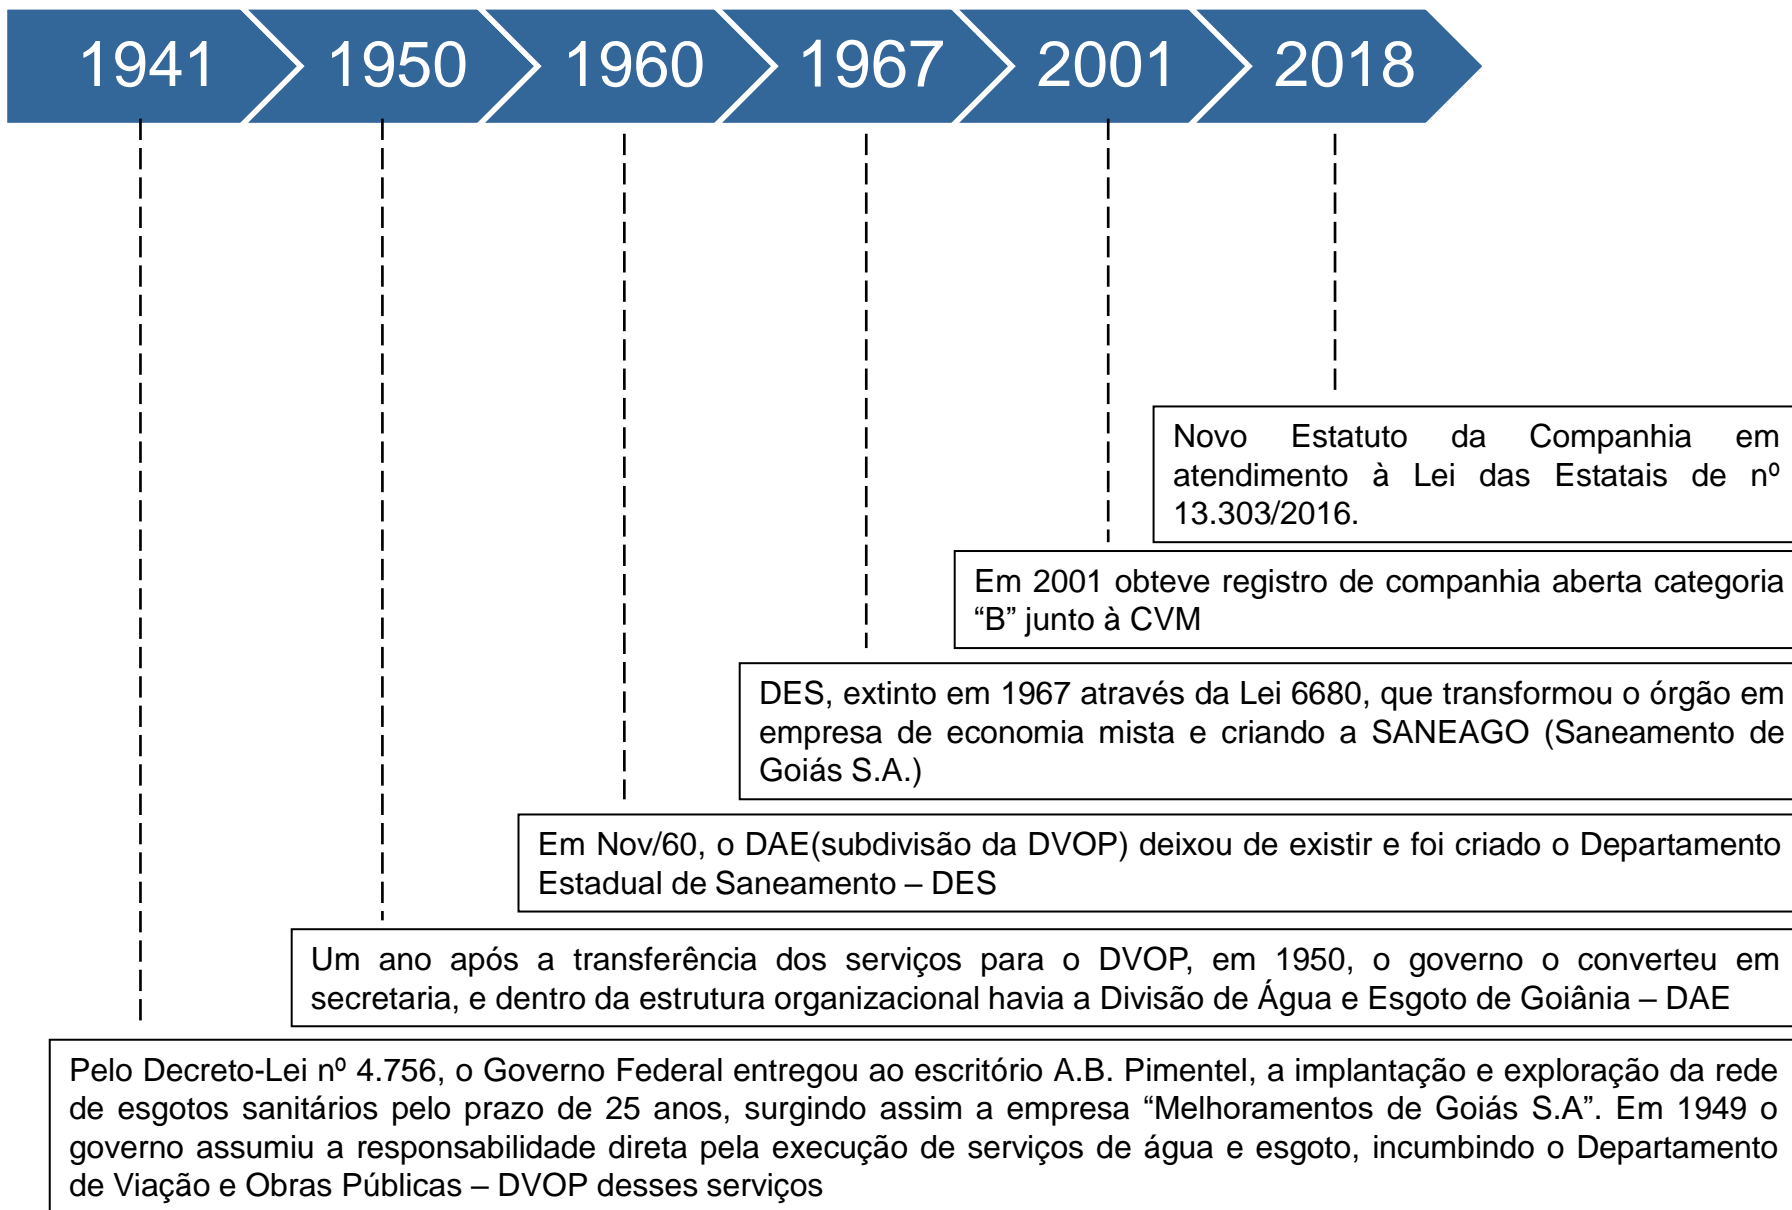 1941 1950 1960 1967 2001 2018
Novo Estatuto da Companhia em
atendimento à Lei das Estatais de nº
13.303/2016.
Em 2001 obteve registro de companhia aberta categoria
“B” junto à CVM
DES, extinto em 1967 através da Lei 6680, que transformou o órgão em
empresa de economia mista e criando a SANEAGO (Saneamento de
Goiás S.A.)
Em Nov/60, o DAE(subdivisão da DVOP) deixou de existir e foi criado o Departamento
Estadual de Saneamento – DES
Um ano após a transferência dos serviços para o DVOP, em 1950, o governo o converteu em
secretaria, e dentro da estrutura organizacional havia a Divisão de Água e Esgoto de Goiânia – DAE
Pelo Decreto-Lei nº 4.756, o Governo Federal entregou ao escritório A.B. Pimentel, a implantação e exploração da rede
de esgotos sanitários pelo prazo de 25 anos, surgindo assim a empresa “Melhoramentos de Goiás S.A”. Em 1949 o
governo assumiu a responsabilidade direta pela execução de serviços de água e esgoto, incumbindo o Departamento
de Viação e Obras Públicas – DVOP desses serviços